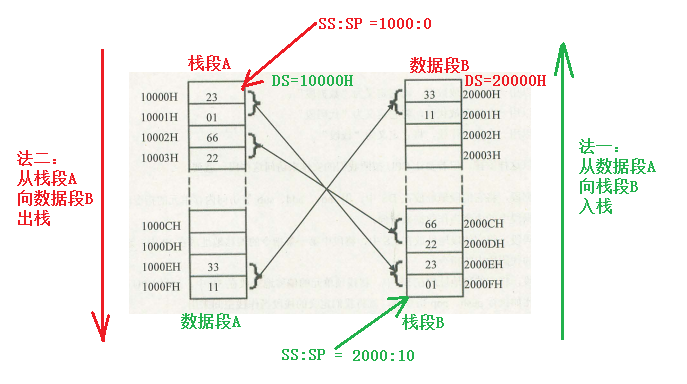 SS:SP =1000:0
栈段A
数据段B
DS=10000H
DS=20000H
10000H 23
33 20000H
10001H 01
11 20001H
10002H 66
20002H
10003H 22
20003H
法二：
从栈段A
向数据段B
出栈
法一：
从数据段A
向栈段B
入栈
1000CH
66 2000CH
1000DH
22 2000DH
1000EH 33
23 2000EH
1000FH 11
01 2000FH
数据段A
栈段B
SS:SP = 2000:10